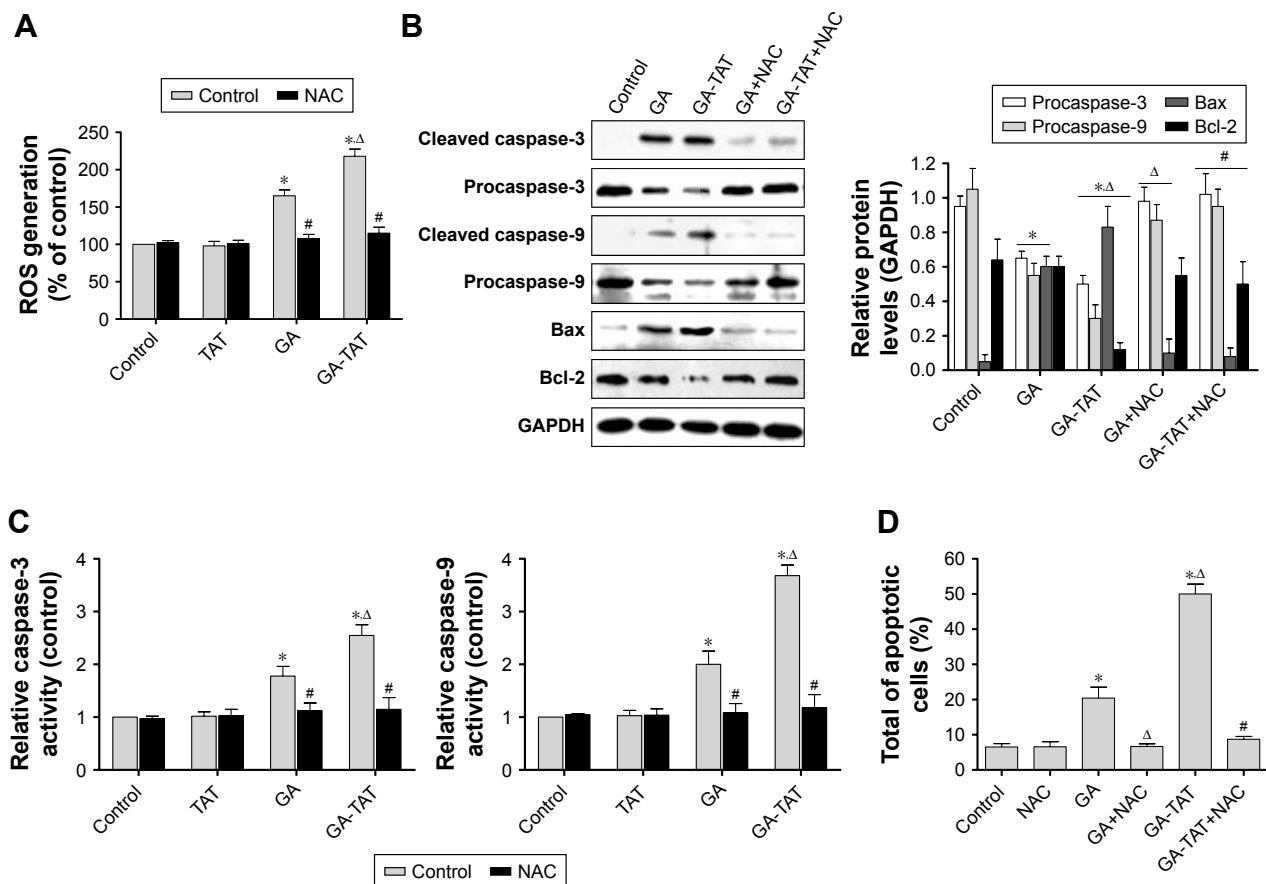 A
Control NAC
ROS generation
(% of control)
250
200
150
100
50
0
*
#
*,Δ
#
Control
TAT
GA
GA-TAT
B
Control
GA
GA-TAT
GA+NAC
GA-TAT+NAC
Cleaved caspase-3
Procaspase-3
Cleaved caspase-9
Procaspase-9
Bax
Bcl-2
GAPDH
Procaspase-3 Bax
Procaspase-9 Bcl-2
Relative protein
levels (GAPDH)
1.2
1.0
0.8
0.6
0.4
0.2
0.0
*
*,Δ
Δ
#
Control
GA
GA-TAT
GA+NAC
GA-TAT+NAC
C
Relative caspase-3
activity (control)
4
3
2
1
0
*
#
*,Δ
#
Control
TAT
GA
GA-TAT
Relative caspase-9
activity (control)
4
3
2
1
0
*
#
*,Δ
#
Control
TAT
GA
GA-TAT
Control NAC
D
Total of apoptotic
cells (%)
60
50
40
30
20
10
0
*
Δ
*,Δ
#
Control
NAC
GA
GA+NAC
GA-TAT
GA-TAT+NAC